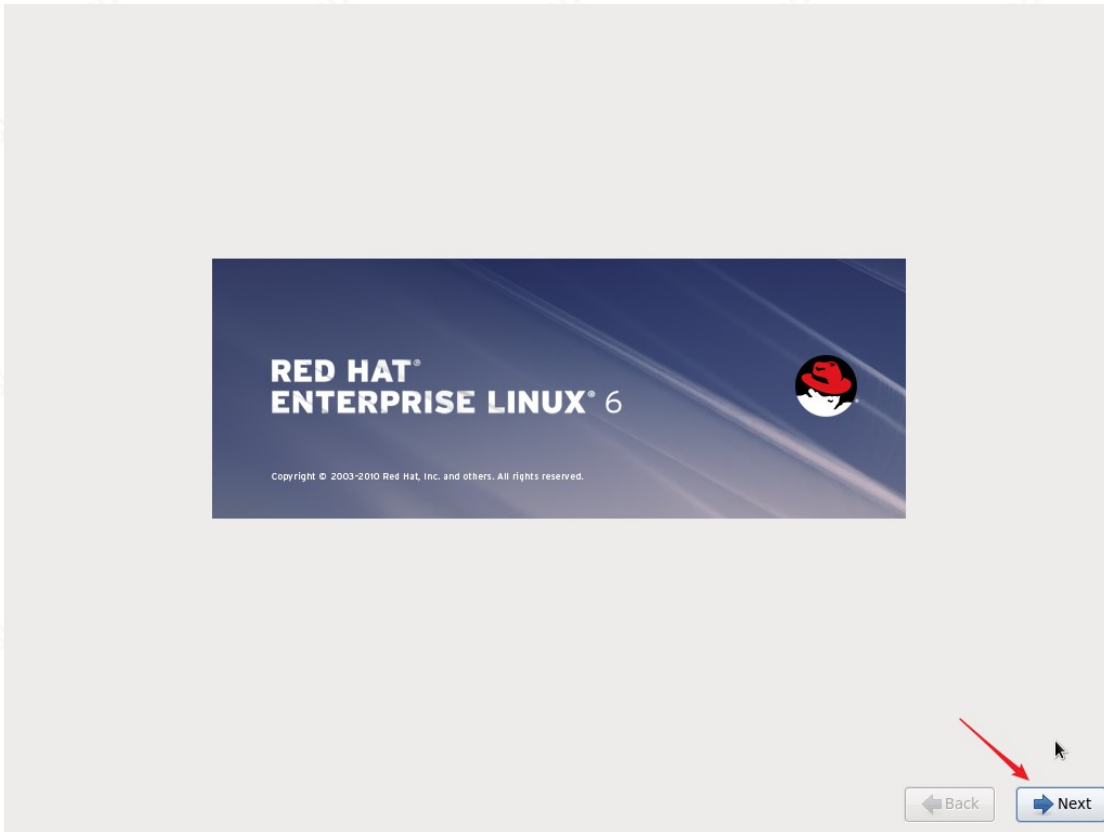 RED HAT®
ENTERPRISE LINUX® 6
Copyright © 2003-2010 Red Hat, Inc. and others. All rights reserved.
Back
Next